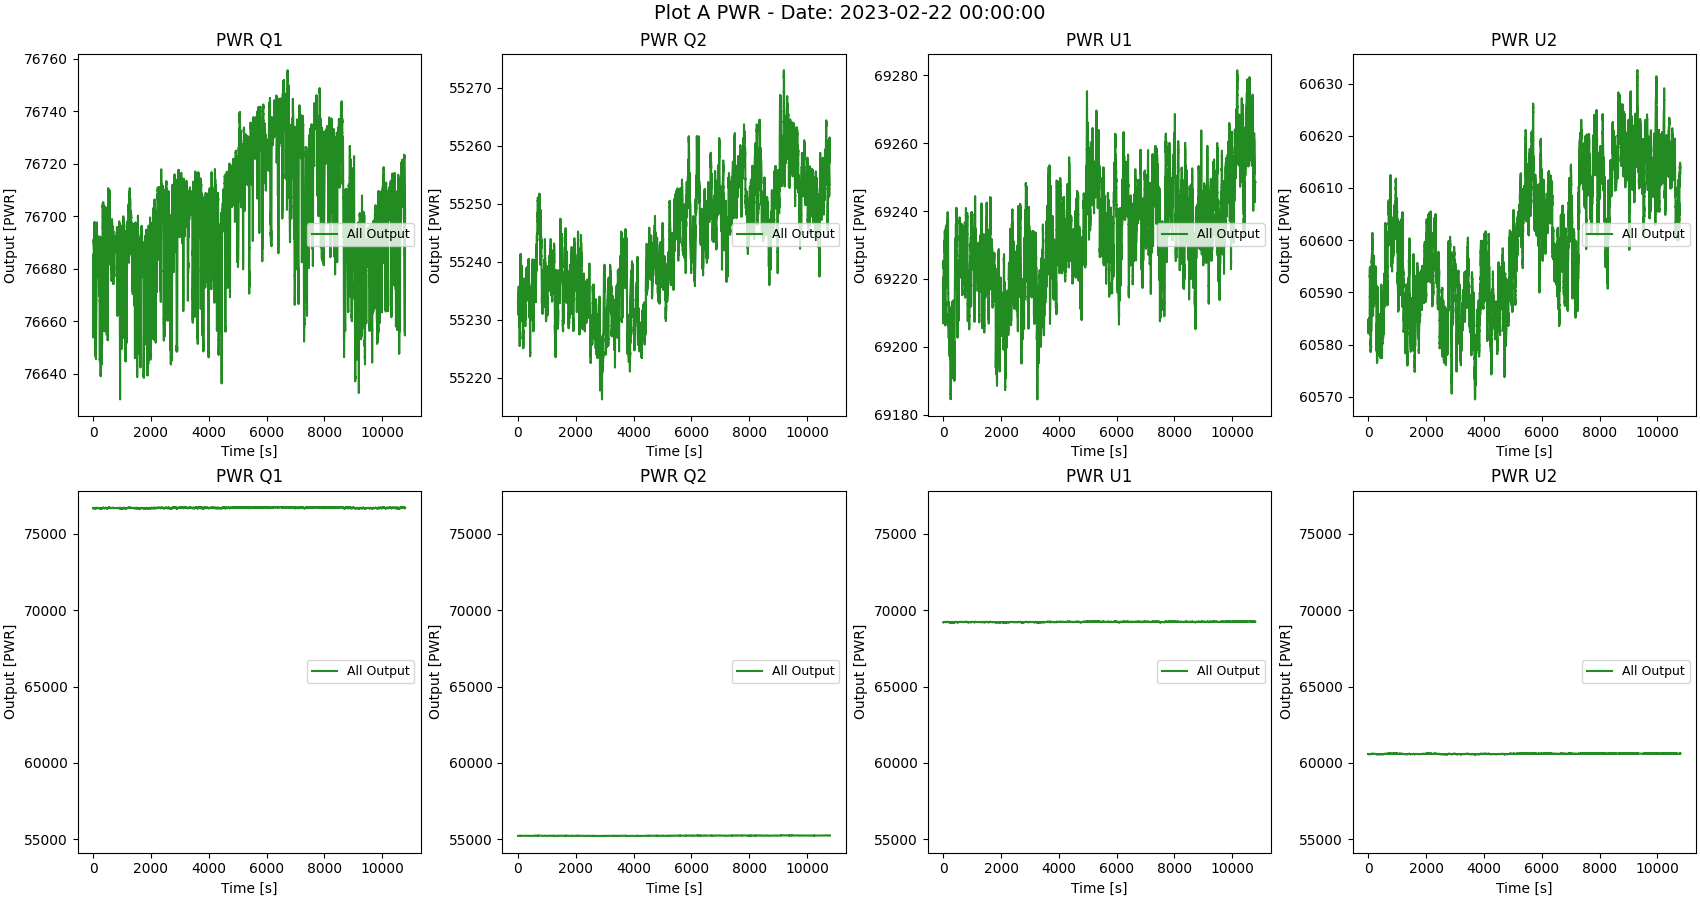 Plot A PWR - Date: 2023-02-22 00:00:00
PWR Q1
PWR Q2
PWR U1
PWR U2
Output [PWR]
76760
76740
76720
76700
76680
76660
76640
All Output
0 2000 4000 6000 8000 10000
Time [s]
Output [PWR]
55270
55260
55250
55240
55230
55220
All Output
0 2000 4000 6000 8000 10000
Time [s]
Output [PWR]
69280
69260
69240
69220
69200
69180
All Output
0 2000 4000 6000 8000 10000
Time [s]
Output [PWR]
60630
60620
60610
60600
60590
60580
60570
All Output
0 2000 4000 6000 8000 10000
Time [s]
PWR Q1
PWR Q2
PWR U1
PWR U2
Output [PWR]
75000
70000
65000
60000
55000
All Output
0 2000 4000 6000 8000 10000
Time [s]
Output [PWR]
75000
70000
65000
60000
55000
All Output
0 2000 4000 6000 8000 10000
Time [s]
Output [PWR]
75000
70000
65000
60000
55000
All Output
0 2000 4000 6000 8000 10000
Time [s]
Output [PWR]
75000
70000
65000
60000
55000
All Output
0 2000 4000 6000 8000 10000
Time [s]